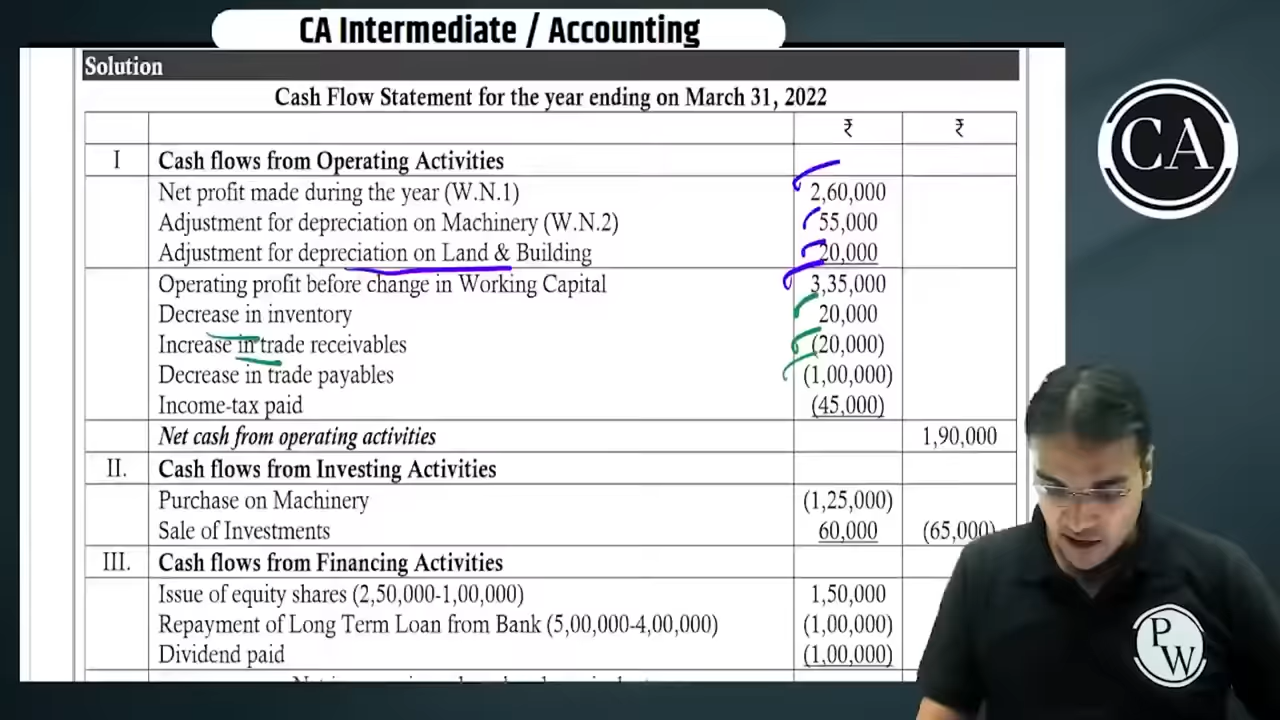 CA Intermediate / Accounting
Solution
Cash Flow Statement for the year ending on March 31, 2022
₹ ₹
I Cash flows from Operating Activities
Net profit made during the year (W.N.1) 2,60,000
Adjustment for depreciation on Machinery (W.N.2) 55,000
Adjustment for depreciation on Land & Building 20,000
Operating profit before change in Working Capital 3,35,000
Decrease in inventory 20,000
Increase in trade receivables (20,000)
Decrease in trade payables (1,00,000)
Income-tax paid (45,000)
Net cash from operating activities 1,90,000
II. Cash flows from Investing Activities
Purchase on Machinery (1,25,000)
Sale of Investments 60,000 (65,000)
III. Cash flows from Financing Activities
Issue of equity shares (2,50,000-1,00,000) 1,50,000
Repayment of Long Term Loan from Bank (5,00,000-4,00,000) (1,00,000)
Dividend paid (1,00,000)
CA
PW